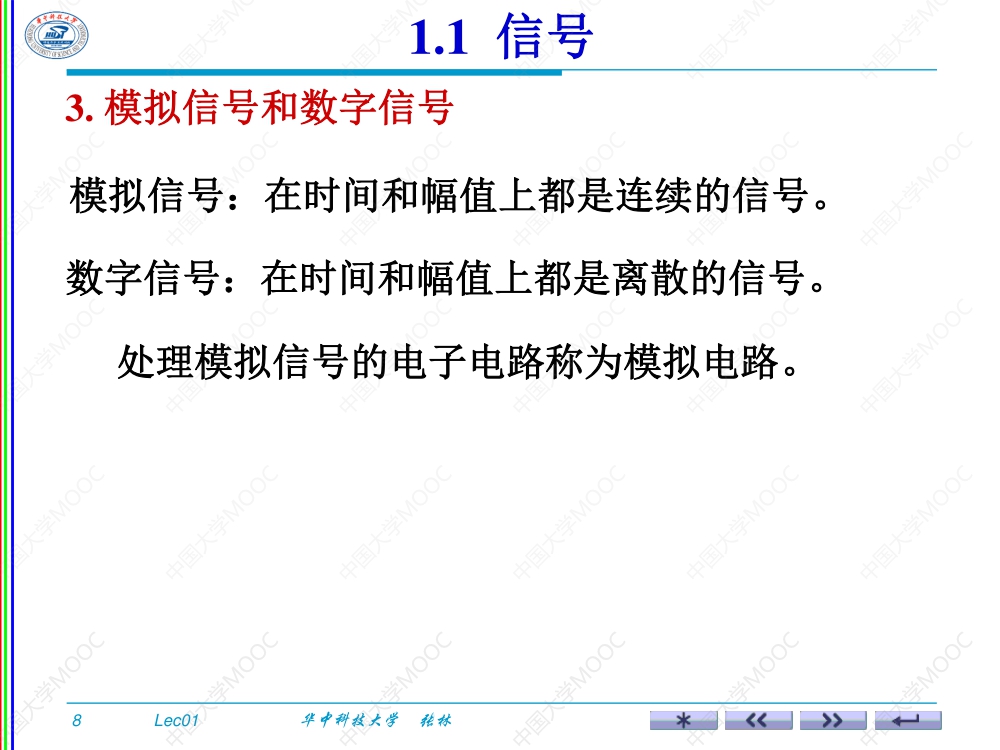 1.1 信号
3. 模拟信号和数字信号
模拟信号：在时间和幅值上都是连续的信号。
数字信号：在时间和幅值上都是离散的信号。
处理模拟信号的电子电路称为模拟电路。
8 Lec01 华中科技大学 张林
中国大学MOOC